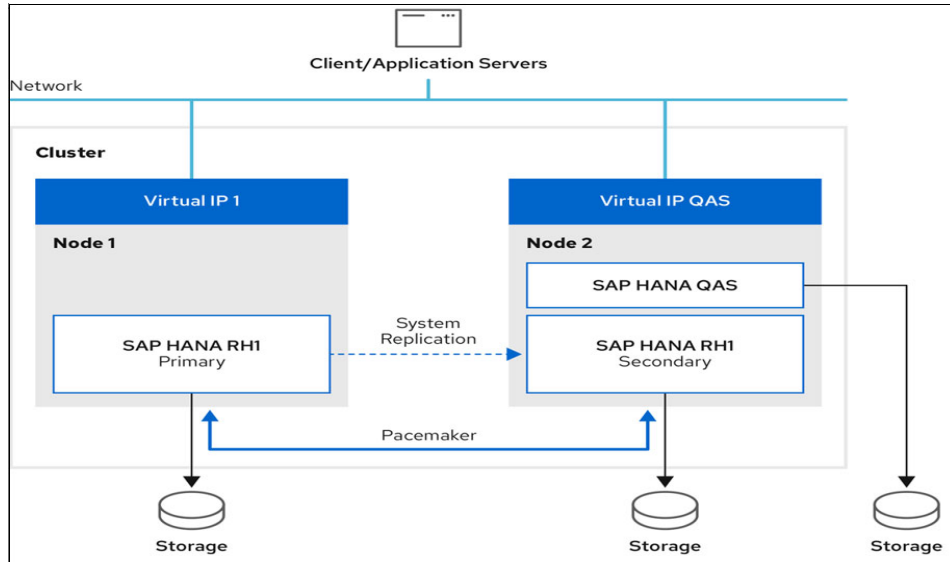 Client/Application Servers
Network
Cluster
Virtual IP 1
Virtual IP QAS
Node 1
Node 2
SAP HANA QAS
System
Replication
SAP HANA RH1
Primary
SAP HANA RH1
Secondary
Pacemaker
Storage
Storage
Storage